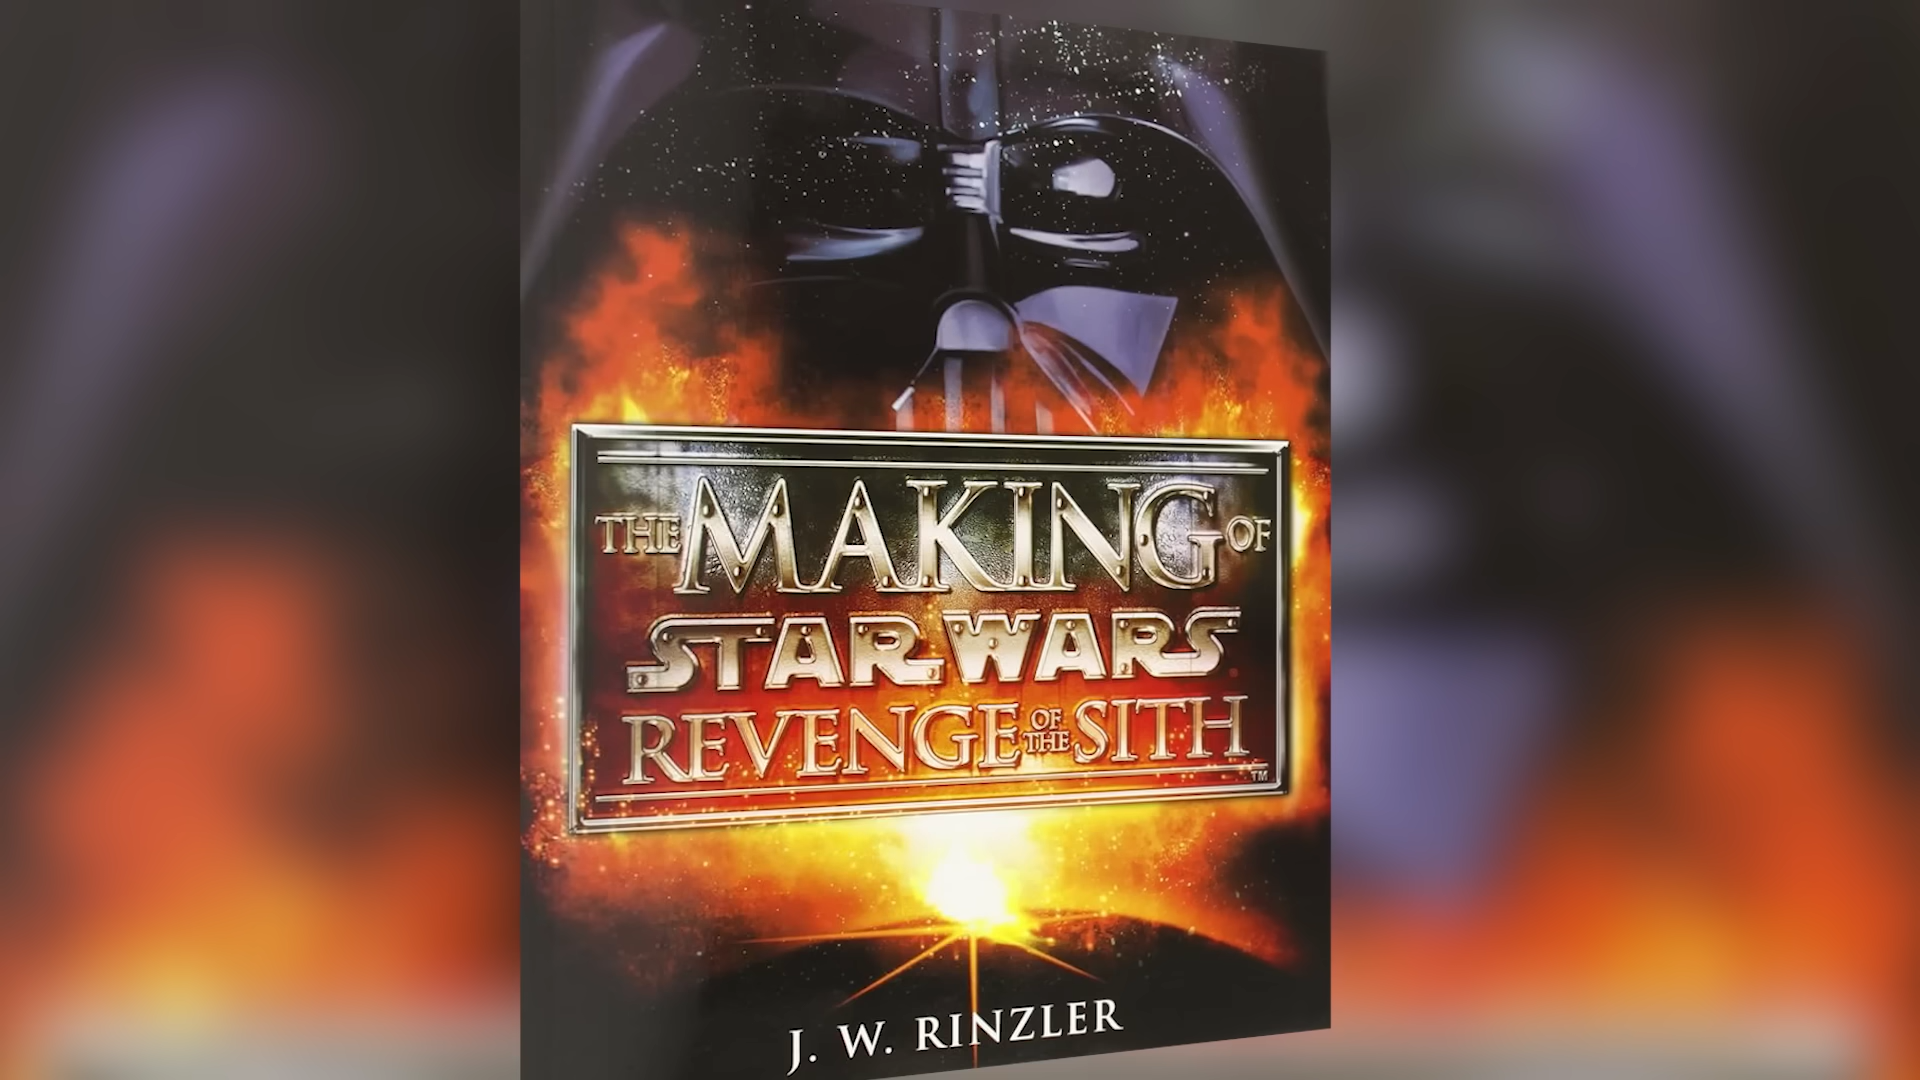 THE MAKING OF
STAR WARS
REVENGE OF THE SITH
TM
J. W. RINZLER